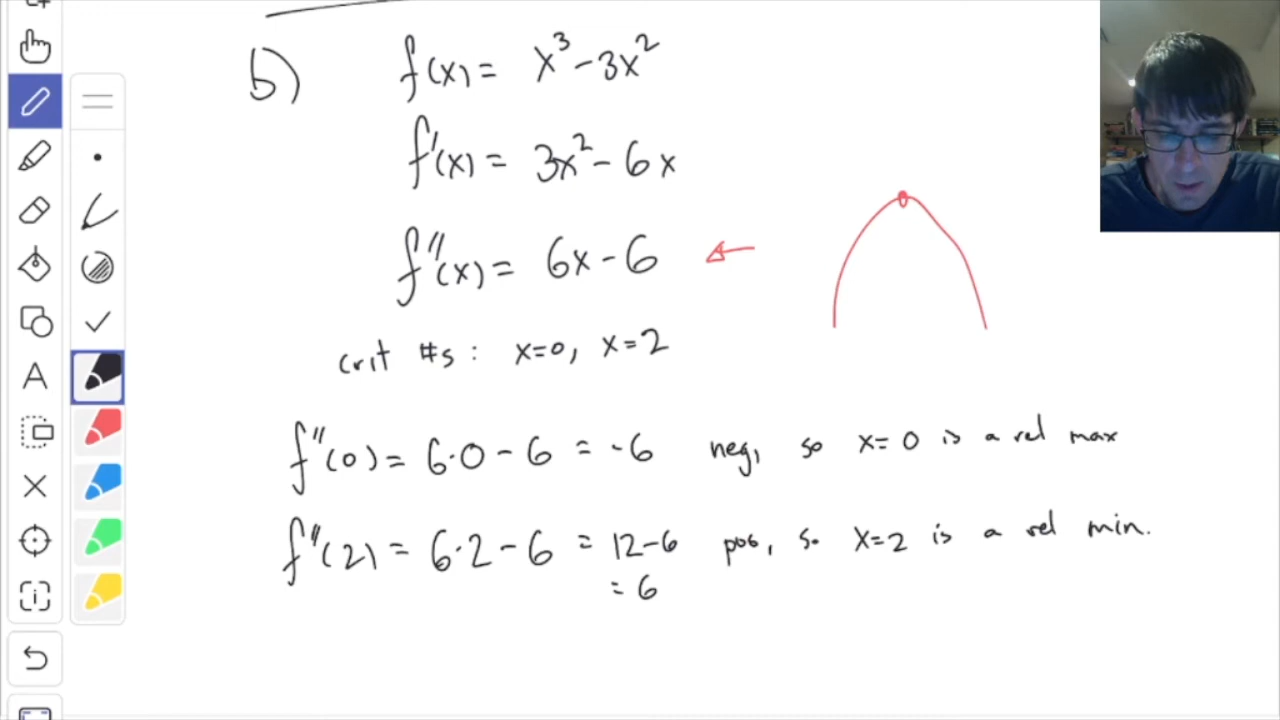 b) f(x) = x³ - 3x²
f'(x) = 3x² - 6x
f''(x) = 6x - 6
crit #s : x=0, x=2
f''(0) = 6·0 - 6 = -6 neg, so x=0 is a rel max
f''(2) = 6·2 - 6 = 12-6 pos, so x=2 is a rel min.
= 6
A